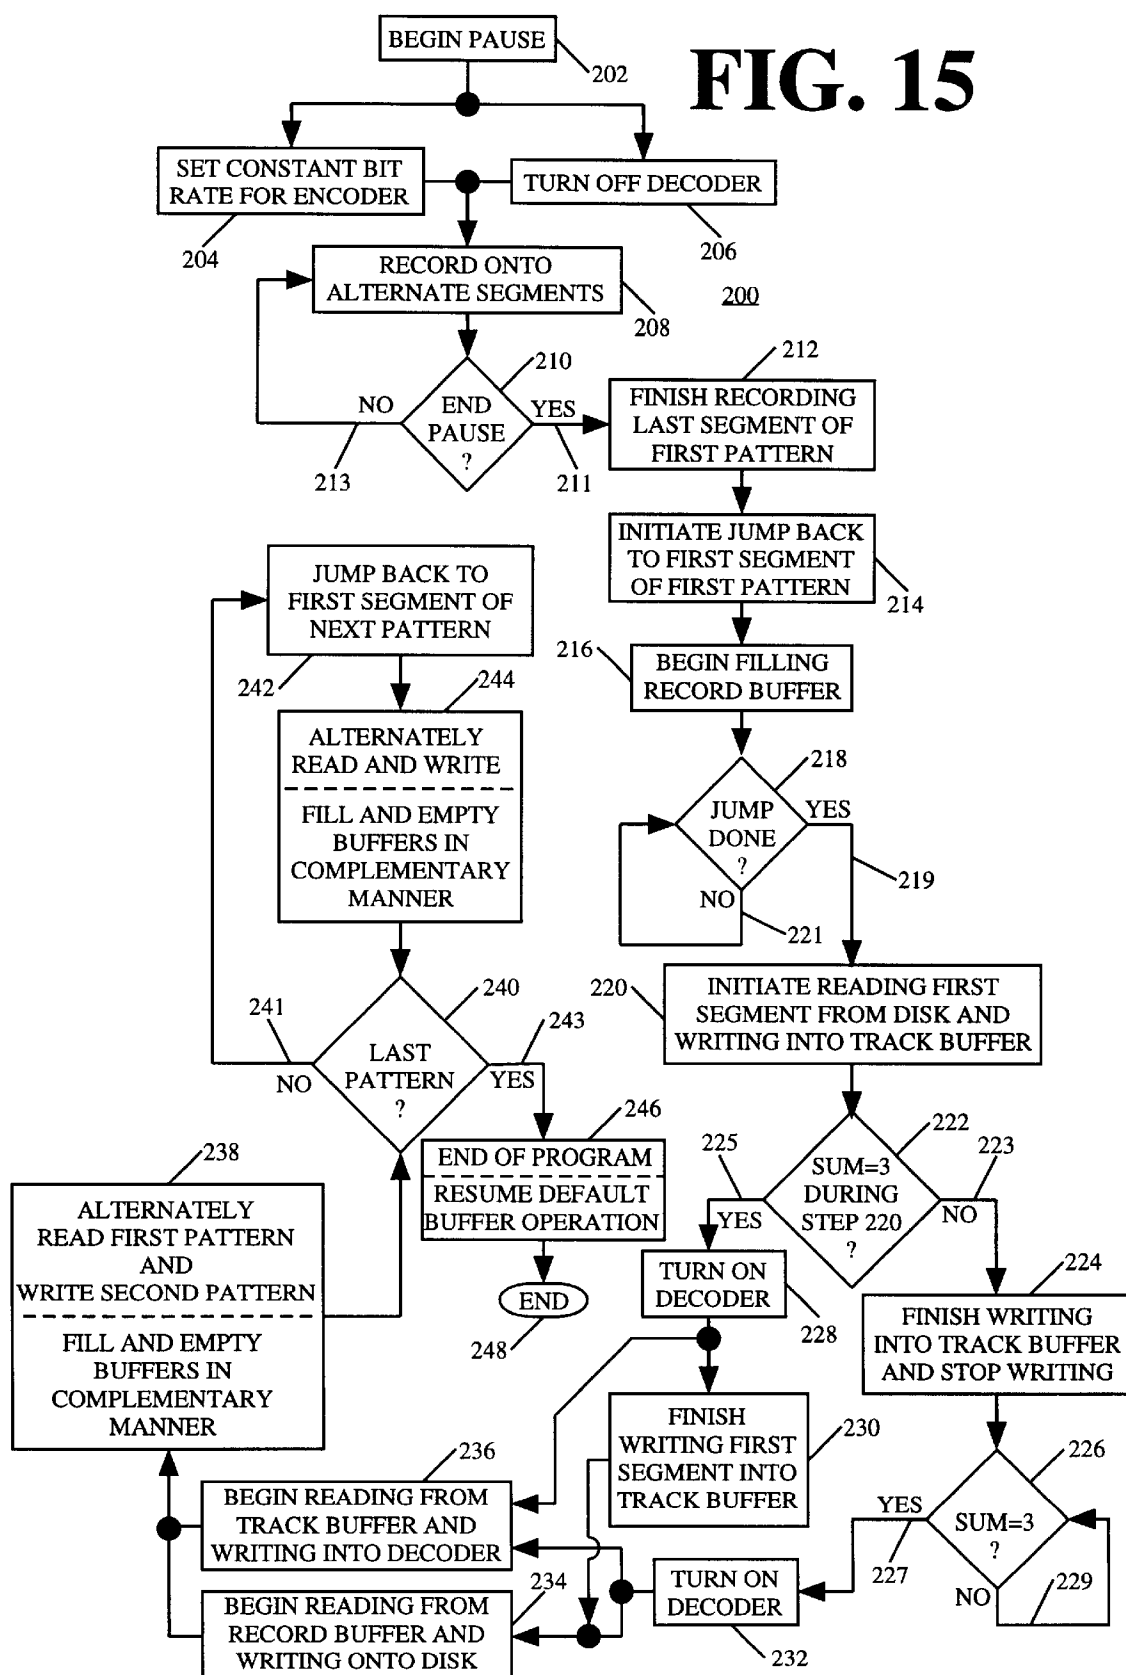 BEGIN PAUSE
202
FIG. 15
SET CONSTANT BIT
RATE FOR ENCODER
204
TURN OFF DECODER
206
200
RECORD ONTO
ALTERNATE SEGMENTS
208
210
END
PAUSE
?
NO
213
YES
211
212
FINISH RECORDING
LAST SEGMENT OF
FIRST PATTERN
INITIATE JUMP BACK
TO FIRST SEGMENT
OF FIRST PATTERN
214
216
BEGIN FILLING
RECORD BUFFER
218
JUMP
DONE
?
YES
219
NO
221
220
INITIATE READING FIRST
SEGMENT FROM DISK AND
WRITING INTO TRACK BUFFER
222
SUM=3
DURING
STEP 220
?
225
YES
223
NO
224
FINISH WRITING
INTO TRACK BUFFER
AND STOP WRITING
226
SUM=3
?
YES
227
NO
229
TURN ON
DECODER
228
FINISH
WRITING FIRST
SEGMENT INTO
TRACK BUFFER
230
TURN ON
DECODER
232
236
BEGIN READING FROM
TRACK BUFFER AND
WRITING INTO DECODER
234
BEGIN READING FROM
RECORD BUFFER AND
WRITING ONTO DISK
238
ALTERNATELY
READ FIRST PATTERN
AND
WRITE SECOND PATTERN
FILL AND EMPTY
BUFFERS IN
COMPLEMENTARY
MANNER
240
LAST
PATTERN
?
241
NO
243
YES
JUMP BACK TO
FIRST SEGMENT OF
NEXT PATTERN
242
244
ALTERNATELY
READ AND WRITE
FILL AND EMPTY
BUFFERS IN
COMPLEMENTARY
MANNER
246
END OF PROGRAM
RESUME DEFAULT
BUFFER OPERATION
END
248